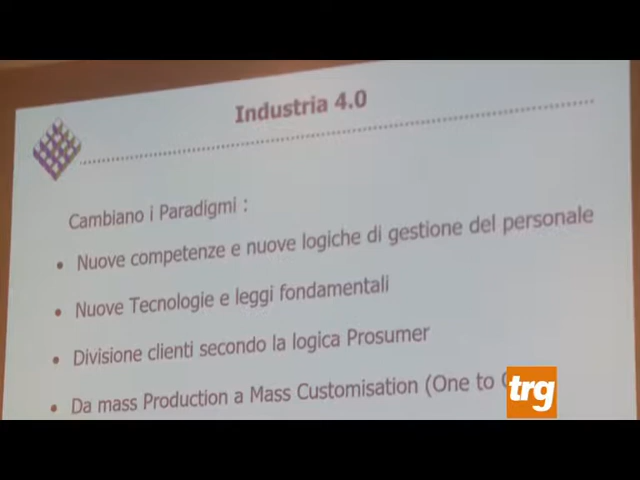 Industria 4.0
Cambiano i Paradigmi :
• Nuove competenze e nuove logiche di gestione del personale
• Nuove Tecnologie e leggi fondamentali
• Divisione clienti secondo la logica Prosumer
• Da mass Production a Mass Customisation (One to
trg